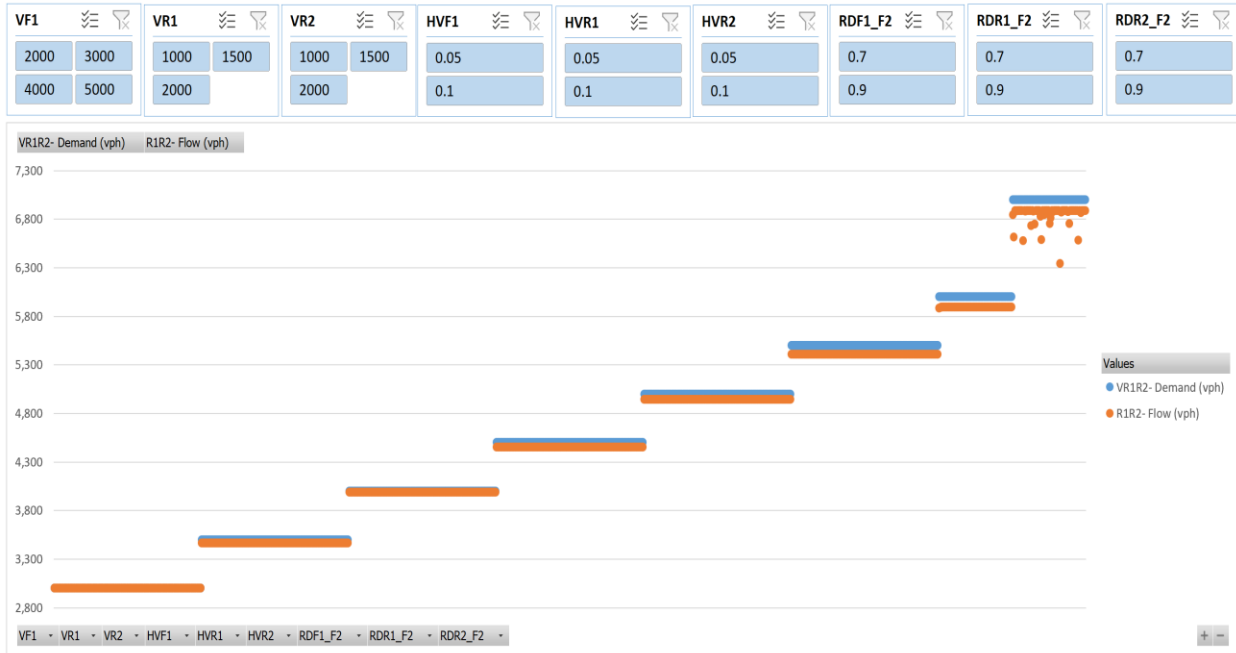 VF1 VR1 VR2 HVF1 HVR1 HVR2 RDF1_F2 RDR1_F2 RDR2_F2
2000 3000 1000 1500 1000 1500 0.05 0.05 0.05 0.7 0.7 0.7
4000 5000 2000 2000 0.1 0.1 0.1 0.9 0.9 0.9
VR1R2- Demand (vph) R1R2- Flow (vph)
7,300
6,800
6,300
5,800
5,300
4,800
4,300
3,800
3,300
2,800
Values
VR1R2- Demand (vph)
R1R2- Flow (vph)
VF1 VR1 VR2 HVF1 HVR1 HVR2 RDF1_F2 RDR1_F2 RDR2_F2
+ -